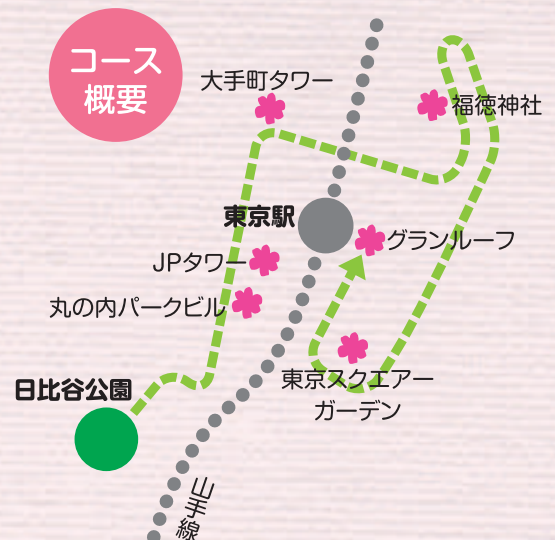 コース
概要
大手町タワー
福徳神社
東京駅
グランルーフ
JPタワー
丸の内パークビル
東京スクエアー
ガーデン
日比谷公園
山手線